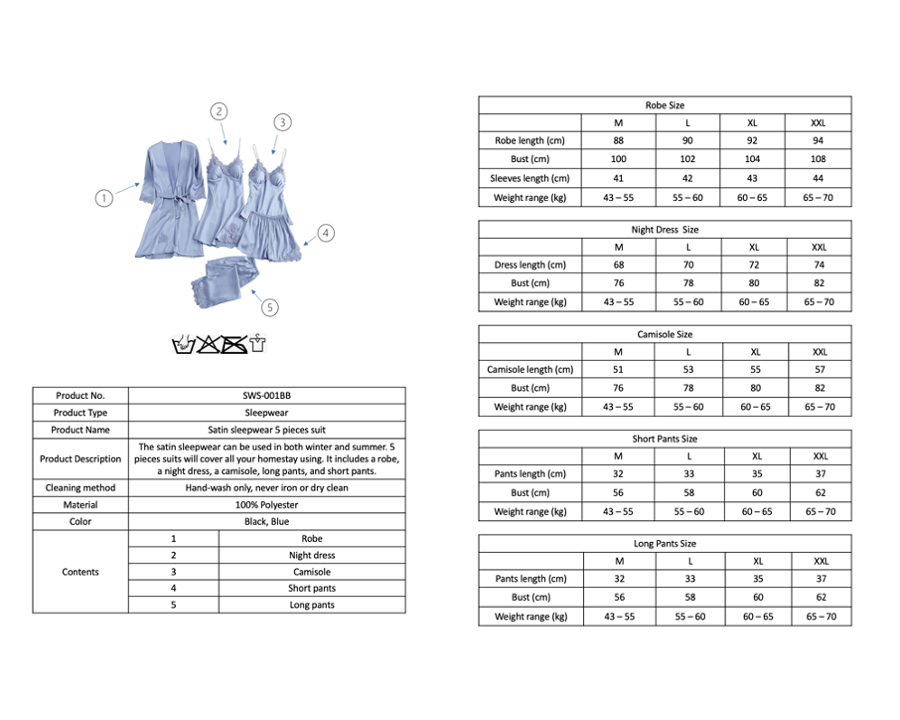 2
3
1
4
5
Product No. SWS-001BB
Product Type Sleepwear
Product Name Satin sleepwear 5 pieces suit
Product Description The satin sleepwear can be used in both winter and summer. 5
pieces suits will cover all your homestay using. It includes a robe,
a night dress, a camisole, long pants, and short pants.
Cleaning method Hand-wash only, never iron or dry clean
Material 100% Polyester
Color Black, Blue
Contents
1 Robe
2 Night dress
3 Camisole
4 Short pants
5 Long pants
Robe Size
M L XL XXL
Robe length (cm) 88 90 92 94
Bust (cm) 100 102 104 108
Sleeves length (cm) 41 42 43 44
Weight range (kg) 43 – 55 55 – 60 60 – 65 65 – 70
Night Dress Size
M L XL XXL
Dress length (cm) 68 70 72 74
Bust (cm) 76 78 80 82
Weight range (kg) 43 – 55 55 – 60 60 – 65 65 – 70
Camisole Size
M L XL XXL
Camisole length (cm) 51 53 55 57
Bust (cm) 76 78 80 82
Weight range (kg) 43 – 55 55 – 60 60 – 65 65 – 70
Short Pants Size
M L XL XXL
Pants length (cm) 32 33 35 37
Bust (cm) 56 58 60 62
Weight range (kg) 43 – 55 55 – 60 60 – 65 65 – 70
Long Pants Size
M L XL XXL
Pants length (cm) 32 33 35 37
Bust (cm) 56 58 60 62
Weight range (kg) 43 – 55 55 – 60 60 – 65 65 – 70